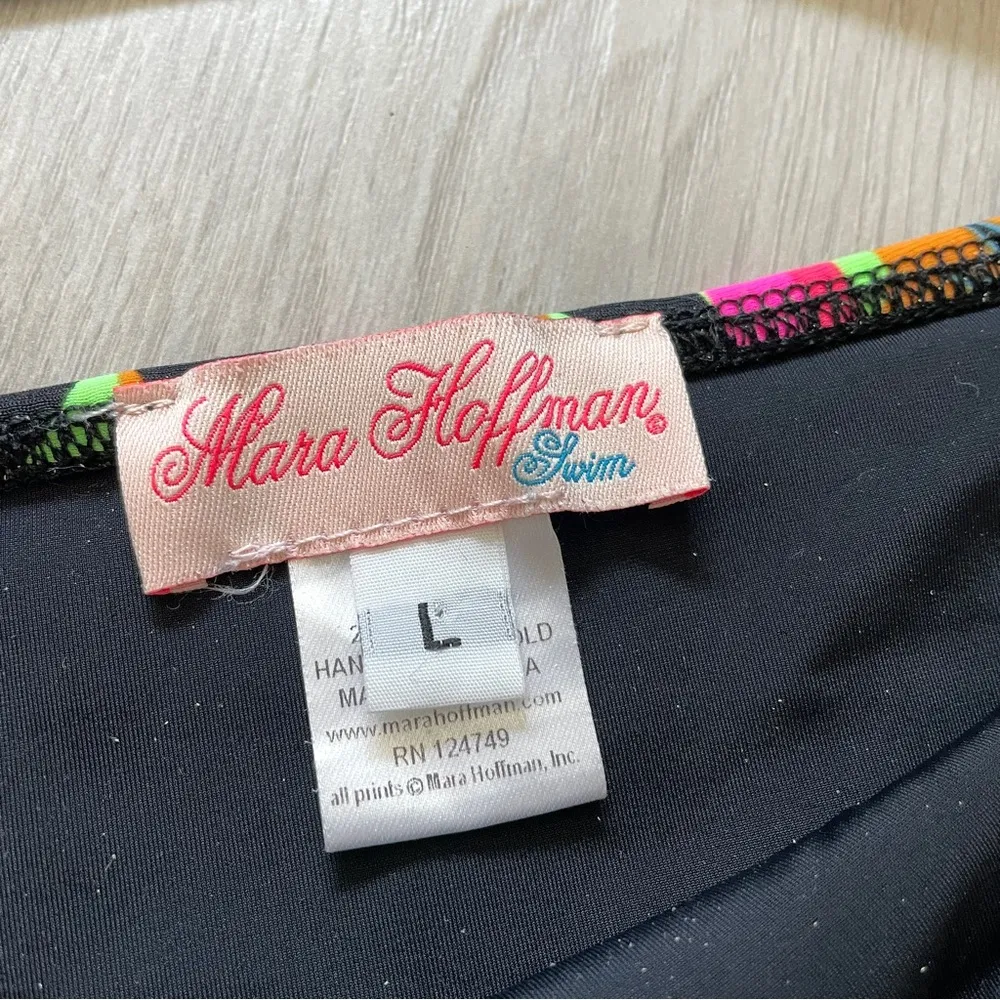 Mara Hoffman®
Swim
L
www.marahoffman.com
RN 124749
all prints © Mara Hoffman, Inc.